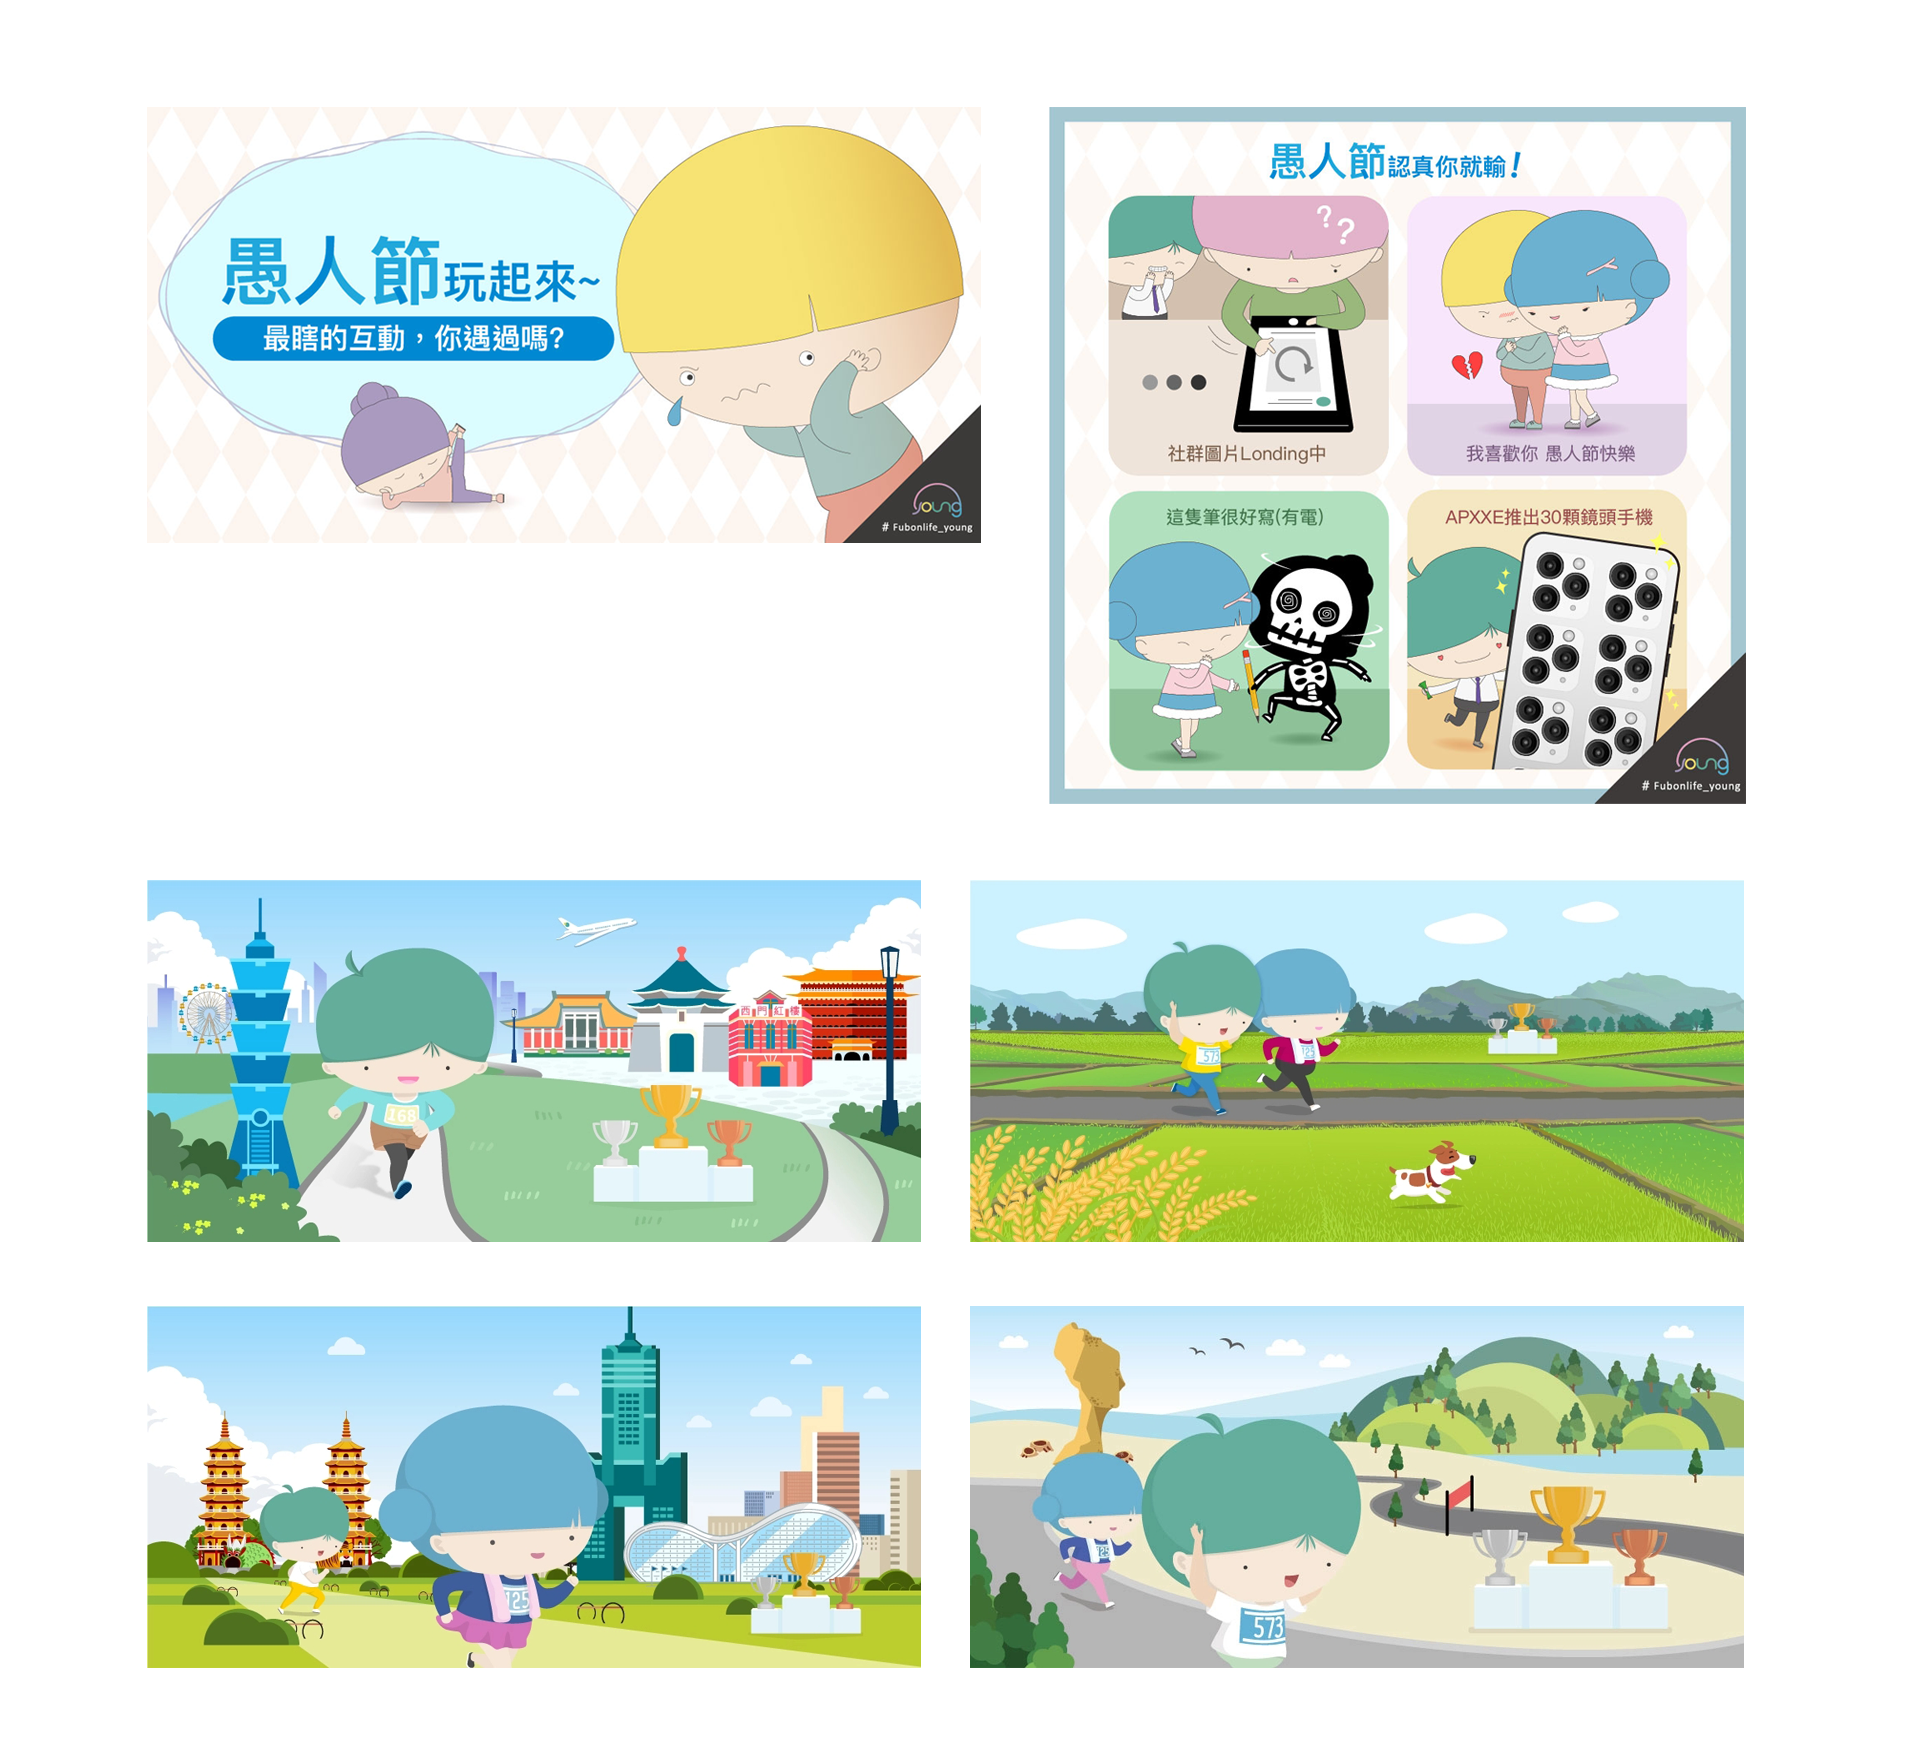 愚人節玩起來~
最瞎的互動，你遇過嗎?
young
# Fubonlife_young
愚人節認真你就輸!
? ?
社群圖片Londing中
我喜歡你 愚人節快樂
這隻筆很好寫(有電)
APXXE推出30顆鏡頭手機
young
# Fubonlife_young
西門紅樓
168
573
125
125
125
573